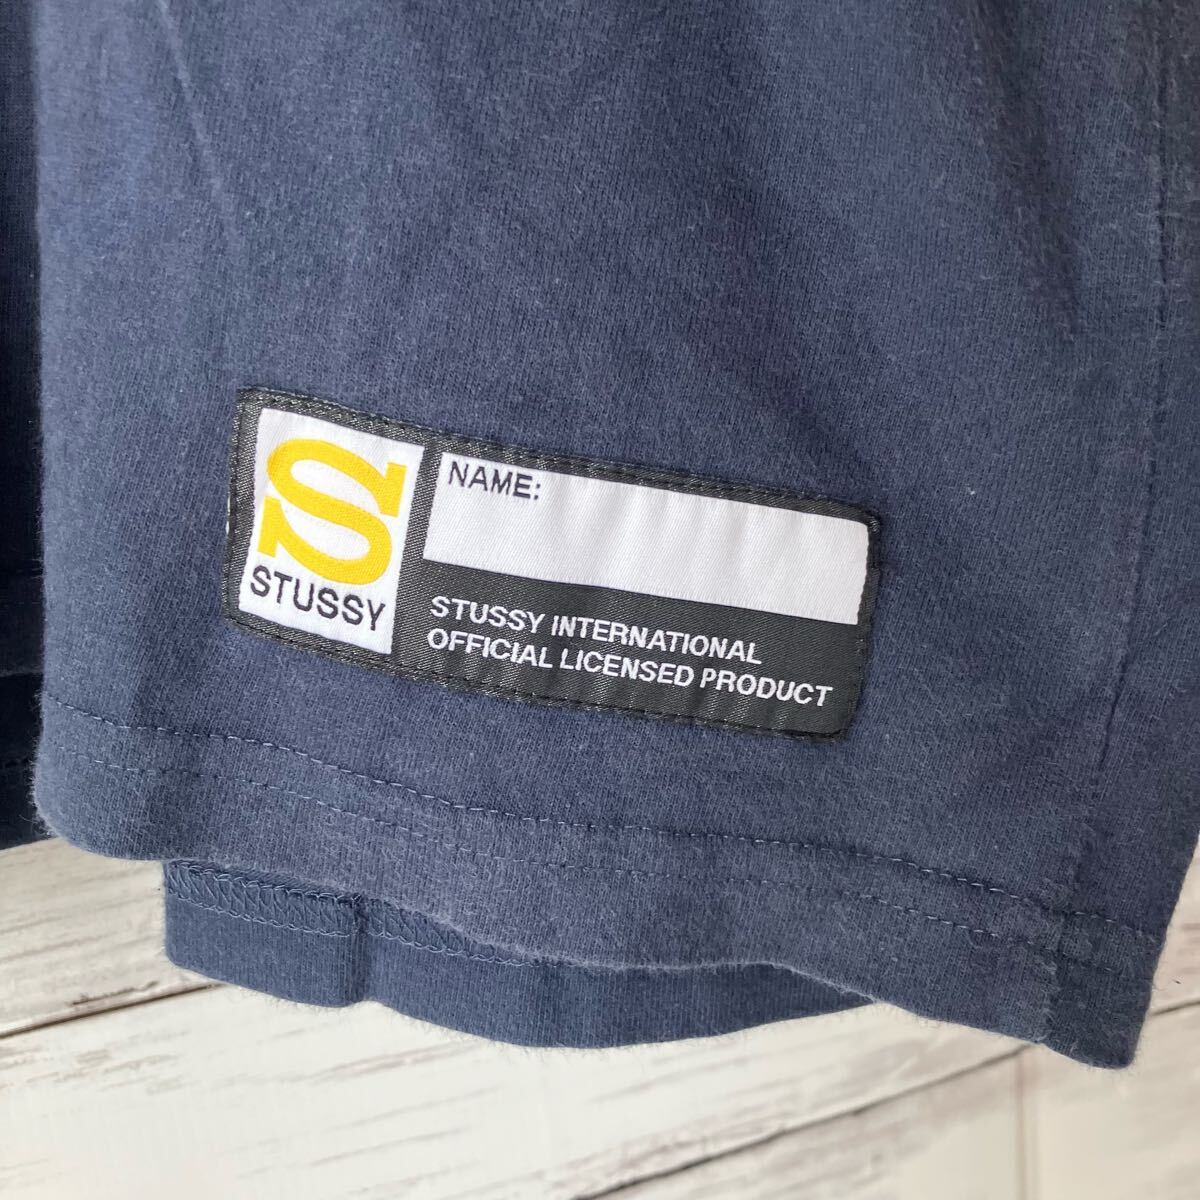 S
STUSSY
NAME:
STUSSY INTERNATIONAL
OFFICIAL LICENSED PRODUCT